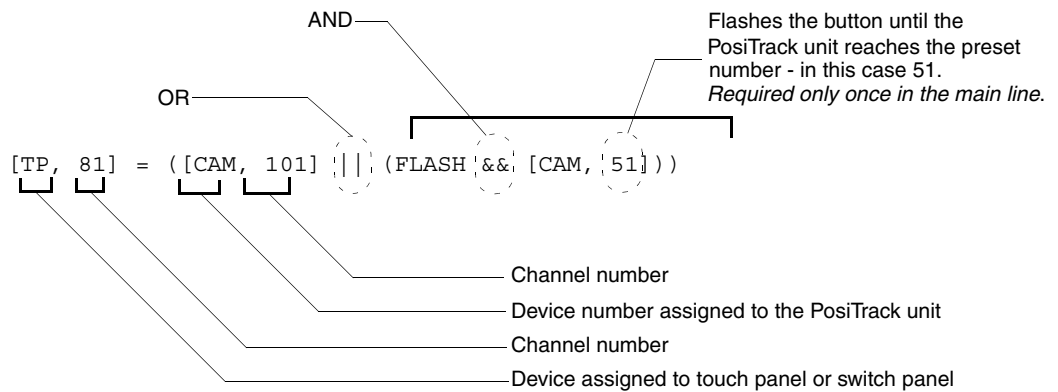 AND
Flashes the button until the
PosiTrack unit reaches the preset
number - in this case 51.
Required only once in the main line.
OR
[TP, 81] = ([CAM, 101] || (FLASH && [CAM, 51]))
Channel number
Device number assigned to the PosiTrack unit
Channel number
Device assigned to touch panel or switch panel